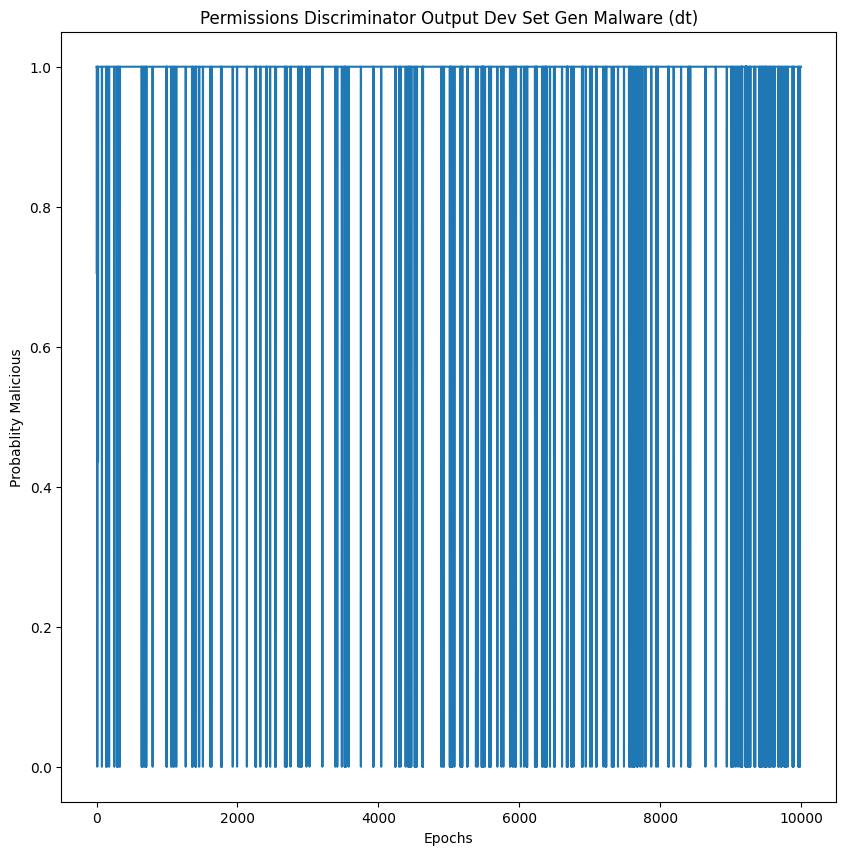 Permissions Discriminator Output Dev Set Gen Malware (dt)
1.0
0.8
0.6
0.4
0.2
0.0
Probablity Malicious
0 2000 4000 6000 8000 10000
Epochs